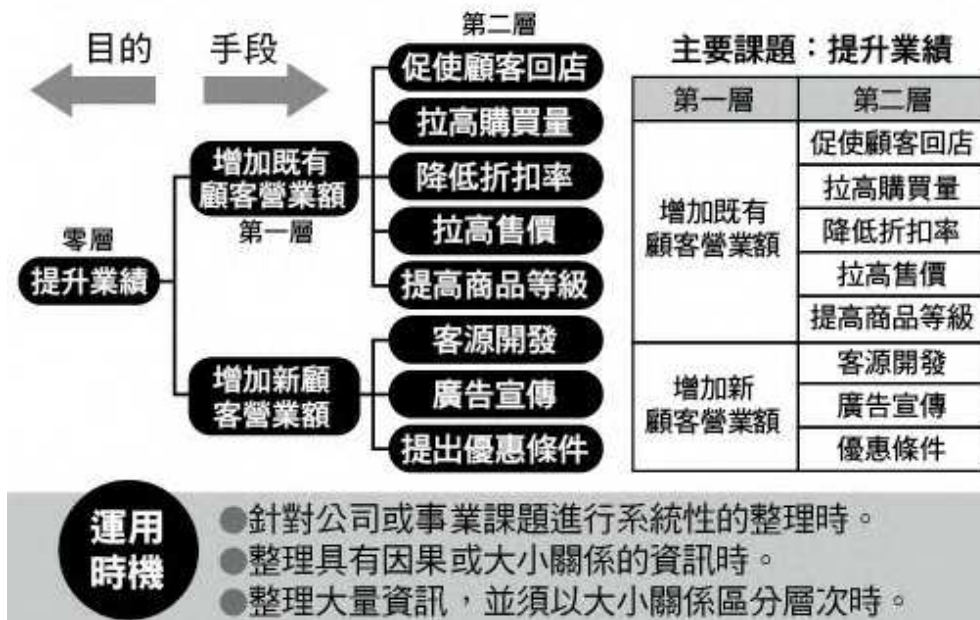 目的
手段
第二層
促使顧客回店
拉高購買量
降低折扣率
拉高售價
提高商品等級
增加既有
顧客營業額
第一層
零層
提升業績
增加新顧
客營業額
客源開發
廣告宣傳
提出優惠條件
主要課題：提升業績
第一層
第二層
增加既有
顧客營業額
促使顧客回店
拉高購買量
降低折扣率
拉高售價
提高商品等級
增加新
顧客營業額
客源開發
廣告宣傳
優惠條件
運用
時機
●針對公司或事業課題進行系統性的整理時。
●整理具有因果或大小關係的資訊時。
●整理大量資訊，並須以大小關係區分層次時。